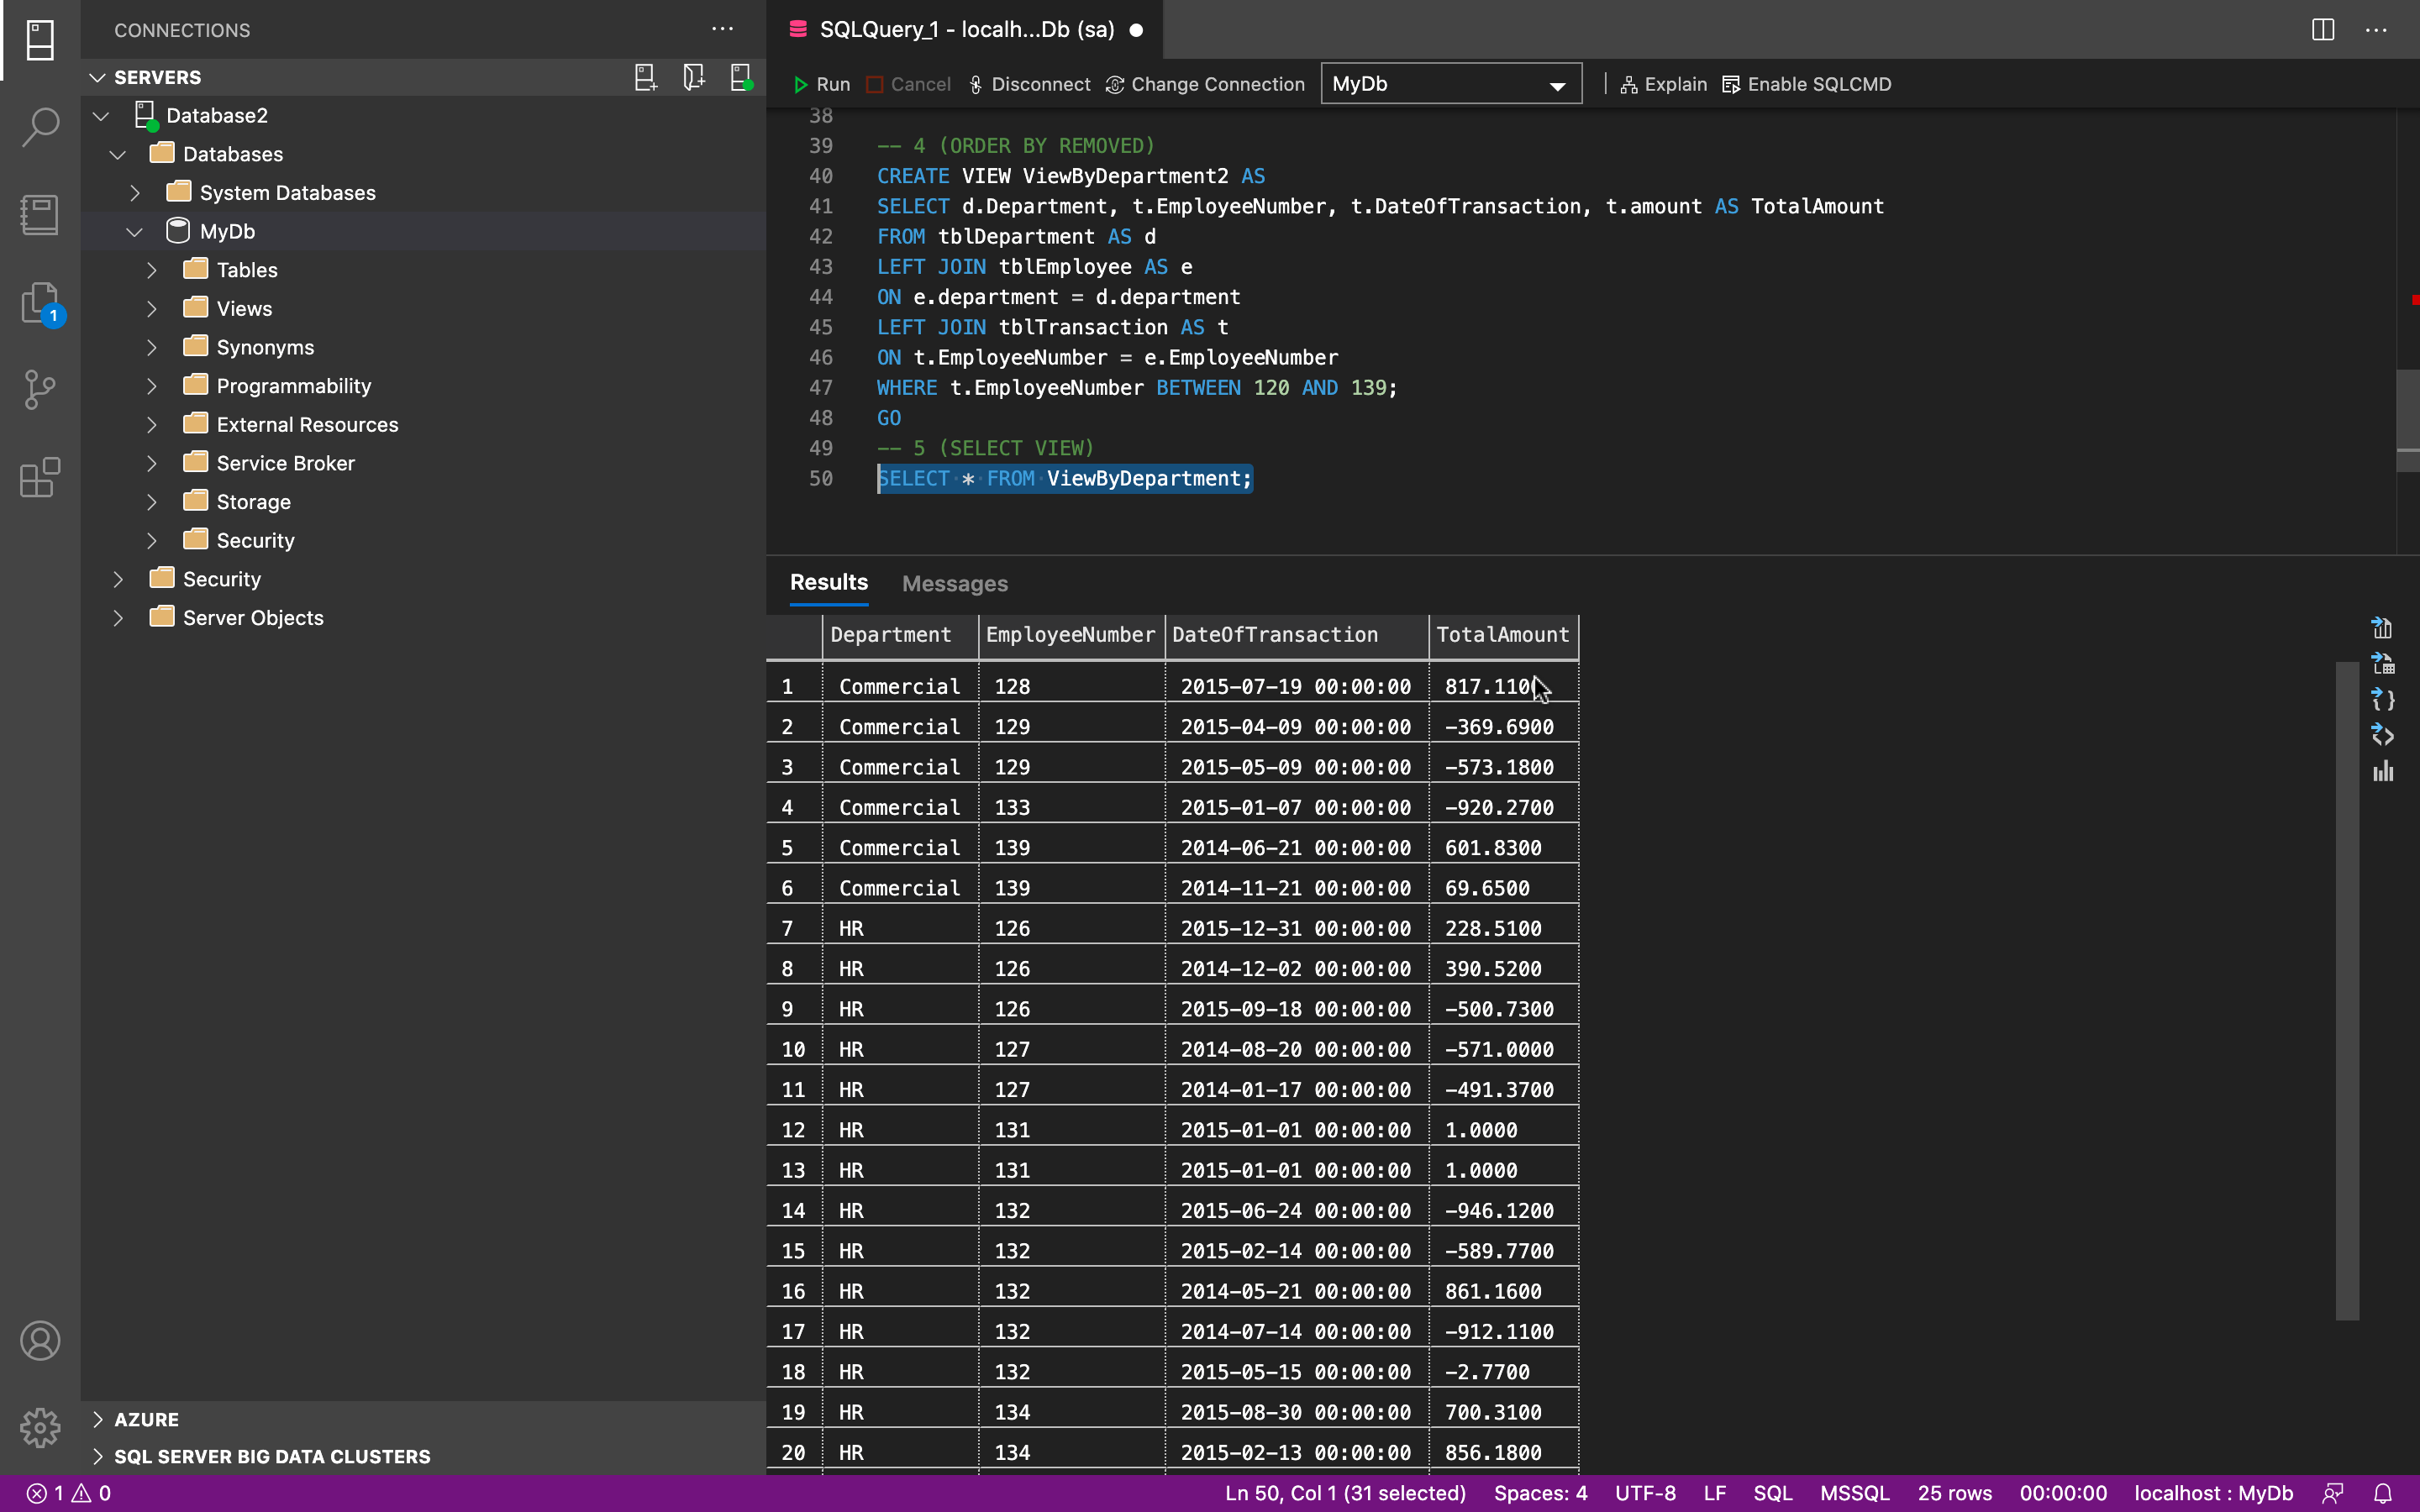 CONNECTIONS
SERVERS
Database2
Databases
System Databases
MyDb
Tables
Views
Synonyms
Programmability
External Resources
Service Broker
Storage
Security
Security
Server Objects
AZURE
SQL SERVER BIG DATA CLUSTERS
1
SQLQuery_1 - localh...Db (sa)
Run Cancel Disconnect Change Connection MyDb Explain Enable SQLCMD
38
39 -- 4 (ORDER BY REMOVED)
40 CREATE VIEW ViewByDepartment2 AS
41 SELECT d.Department, t.EmployeeNumber, t.DateOfTransaction, t.amount AS TotalAmount
42 FROM tblDepartment AS d
43 LEFT JOIN tblEmployee AS e
44 ON e.department = d.department
45 LEFT JOIN tblTransaction AS t
46 ON t.EmployeeNumber = e.EmployeeNumber
47 WHERE t.EmployeeNumber BETWEEN 120 AND 139;
48 GO
49 -- 5 (SELECT VIEW)
50 SELECT * FROM ViewByDepartment;
Results Messages
Department EmployeeNumber DateOfTransaction TotalAmount
1 Commercial 128 2015-07-19 00:00:00 817.1100
2 Commercial 129 2015-04-09 00:00:00 -369.6900
3 Commercial 129 2015-05-09 00:00:00 -573.1800
4 Commercial 133 2015-01-07 00:00:00 -920.2700
5 Commercial 139 2014-06-21 00:00:00 601.8300
6 Commercial 139 2014-11-21 00:00:00 69.6500
7 HR 126 2015-12-31 00:00:00 228.5100
8 HR 126 2014-12-02 00:00:00 390.5200
9 HR 126 2015-09-18 00:00:00 -500.7300
10 HR 127 2014-08-20 00:00:00 -571.0000
11 HR 127 2014-01-17 00:00:00 -491.3700
12 HR 131 2015-01-01 00:00:00 1.0000
13 HR 131 2015-01-01 00:00:00 1.0000
14 HR 132 2015-06-24 00:00:00 -946.1200
15 HR 132 2015-02-14 00:00:00 -589.7700
16 HR 132 2014-05-21 00:00:00 861.1600
17 HR 132 2014-07-14 00:00:00 -912.1100
18 HR 132 2015-05-15 00:00:00 -2.7700
19 HR 134 2015-08-30 00:00:00 700.3100
20 HR 134 2015-02-13 00:00:00 856.1800
1 0 Ln 50, Col 1 (31 selected) Spaces: 4 UTF-8 LF SQL MSSQL 25 rows 00:00:00 localhost : MyDb